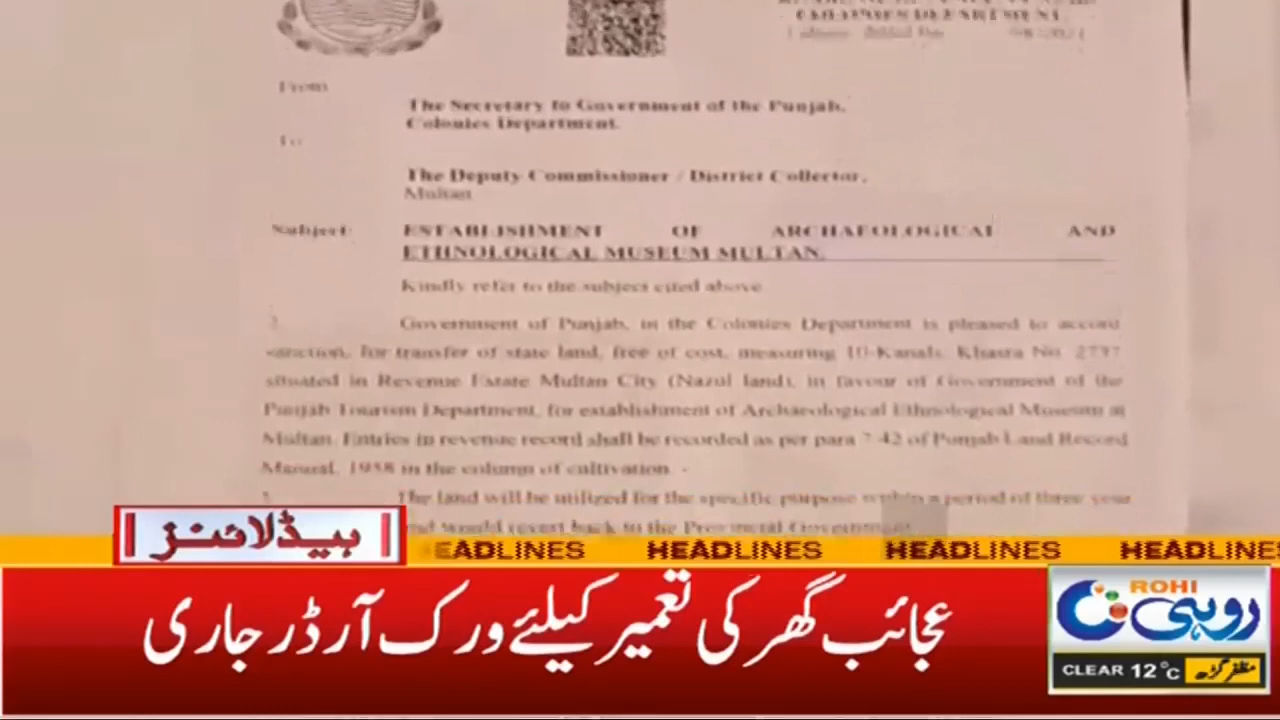 From
The Secretary to Government of the Punjab,
Colonies Department.
To
The Deputy Commissioner / District Collector,
Multan
Subject: ESTABLISHMENT OF ARCHAEOLOGICAL AND
ETHNOLOGICAL MUSEUM MULTAN.
Kindly refer to the subject cited above
2. Government of Punjab, in the Colonies Department is pleased to accord
sanction, for transfer of state land, free of cost, measuring 10-Kanals, Khasra No.
situated in Revenue Estate Multan City (Nazul land), in favour of Government of the
Punjab Tourism Department, for establishment of Archaeological Ethnological Museum at
Multan. Entries in revenue record shall be recorded as per para 7.42 of Punjab Land Record
Manual, 1958 in the column of cultivation. -
The land will be utilized for the specific purpose within a period of three year
would revert back to the Provincial Government
ہیڈلائنز
EADLINES HEADLINES HEADLINES HEADLINES
عجائب گھر کی تعمیر کیلئے ورک آرڈر جاری
ROHI
روہی
CLEAR 12°C مظفرگڑھ